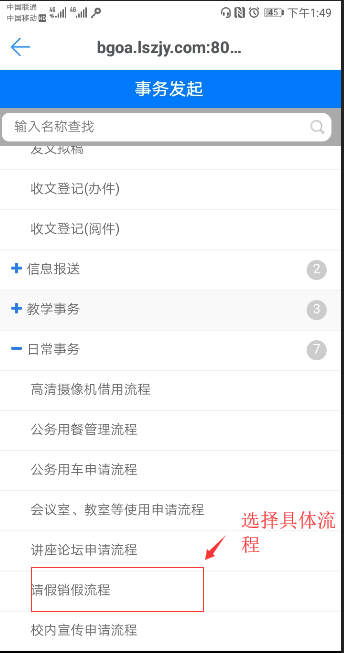 中国联通
中国移动 HD
4G 4G 45 下午1:49
bgoa.lszjy.com:80...
事务发起
输入名称查找
发文拟稿
收文登记(办件)
收文登记(阅件)
信息报送 2
教学事务 3
日常事务 7
高清摄像机借用流程
公务用餐管理流程
公务用车申请流程
会议室、教室等使用申请流程
选择具体流
程
讲座论坛申请流程
请假销假流程
校内宣传申请流程